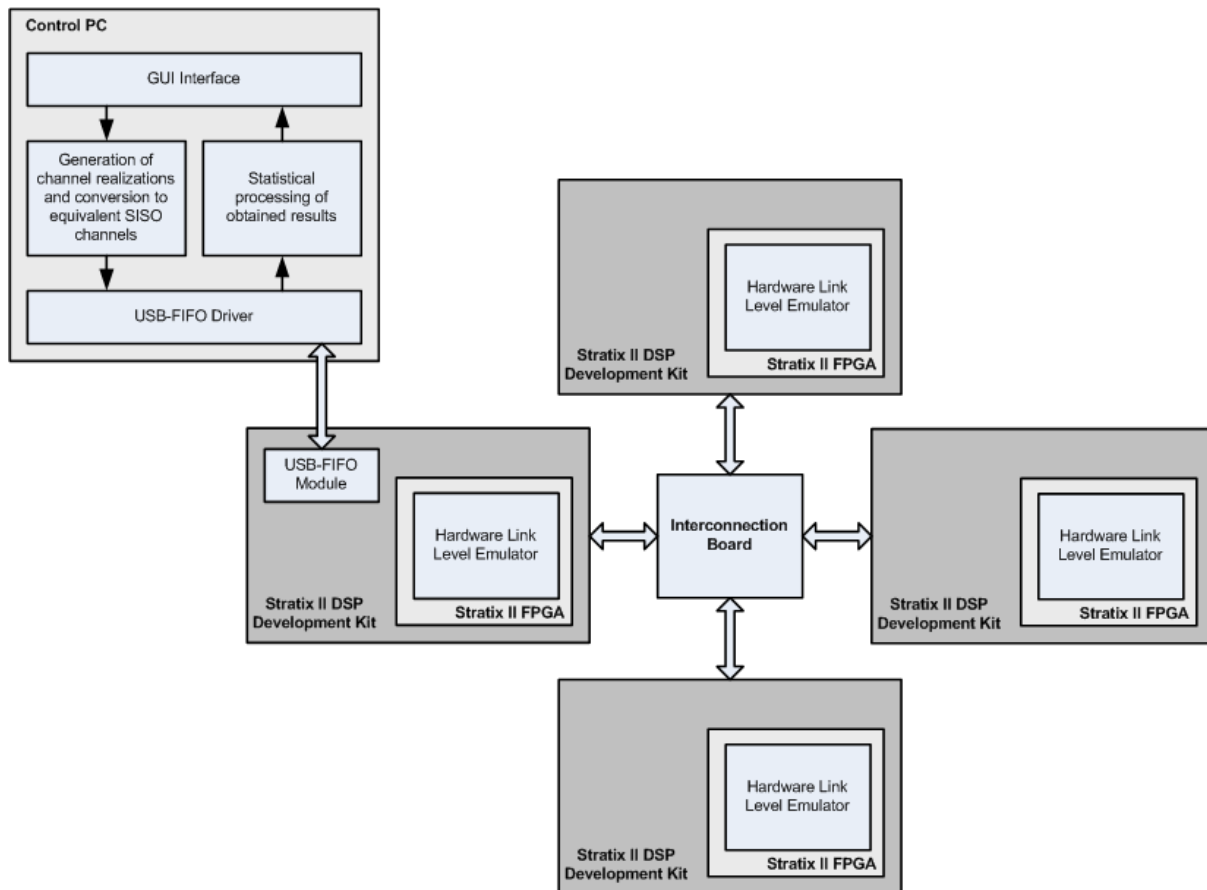 Control PC
GUI Interface
Generation of
channel realizations
and conversion to
equivalent SISO
channels
Statistical
processing of
obtained results
USB-FIFO Driver
Hardware Link
Level Emulator
Stratix II FPGA
Stratix II DSP
Development Kit
USB-FIFO
Module
Hardware Link
Level Emulator
Stratix II FPGA
Stratix II DSP
Development Kit
Interconnection
Board
Hardware Link
Level Emulator
Stratix II FPGA
Stratix II DSP
Development Kit
Hardware Link
Level Emulator
Stratix II FPGA
Stratix II DSP
Development Kit